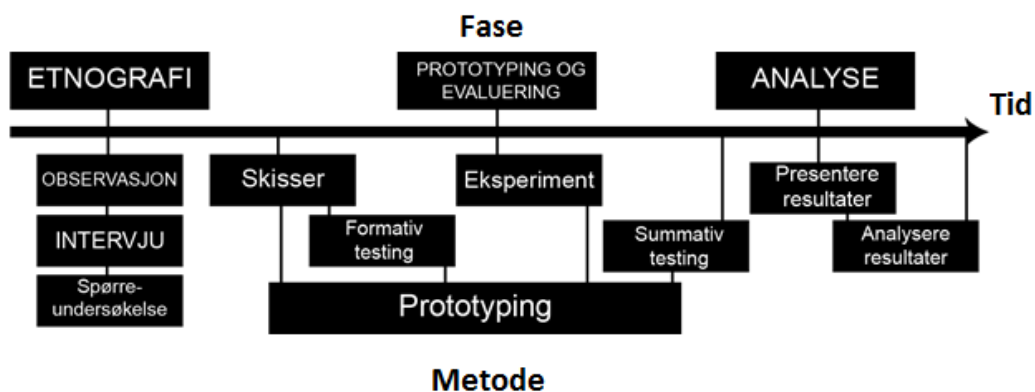 Fase
ETNOGRAFI
PROTOTYPING OG
EVALUERING
ANALYSE
Tid
OBSERVASJON
INTERVJU
Spørre-
undersøkelse
Skisser
Formativ
testing
Eksperiment
Summativ
testing
Presentere
resultater
Analysere
resultater
Prototyping
Metode